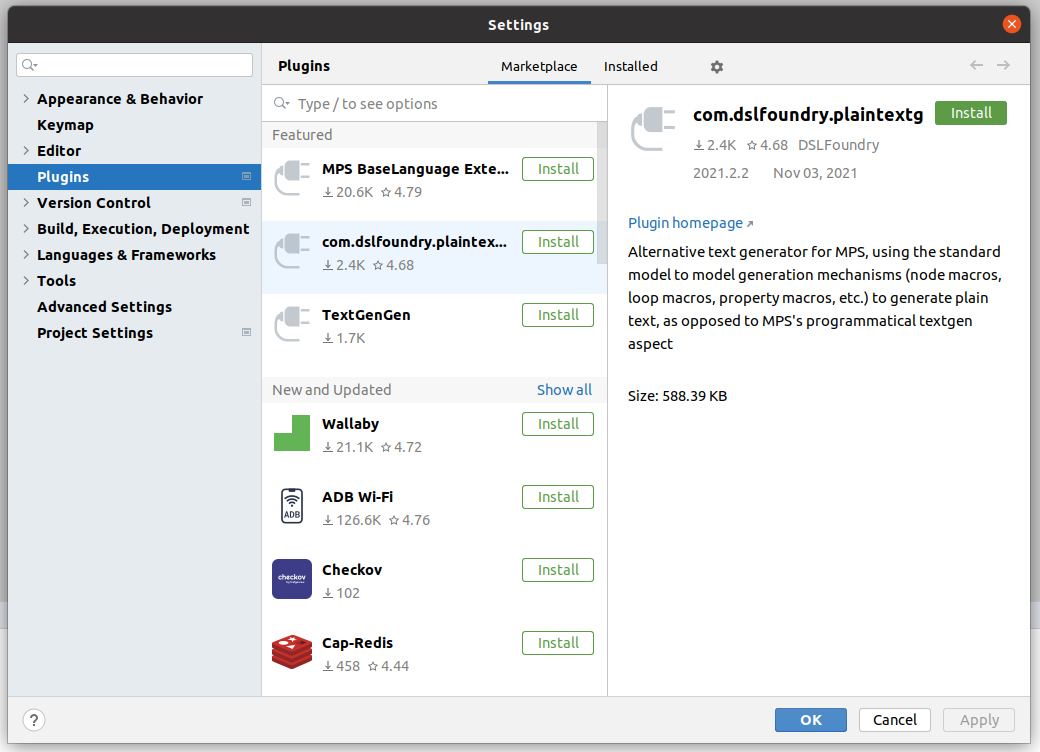 Settings
Plugins
Marketplace
Installed
Type / to see options
Appearance & Behavior
Keymap
Editor
Plugins
Version Control
Build, Execution, Deployment
Languages & Frameworks
Tools
Advanced Settings
Project Settings
Featured
MPS BaseLanguage Exte...
Install
20.6K 4.79
com.dslfoundry.plaintex...
Install
2.4K 4.68
TextGenGen
Install
1.7K
New and Updated
Show all
Wallaby
Install
21.1K 4.72
ADB
ADB Wi-Fi
Install
126.6K 4.76
checkov
Checkov
Install
102
Cap-Redis
Install
458 4.44
com.dslfoundry.plaintextg
Install
2.4K 4.68 DSLFoundry
2021.2.2 Nov 03, 2021
Plugin homepage
Alternative text generator for MPS, using the standard
model to model generation mechanisms (node macros,
loop macros, property macros, etc.) to generate plain
text, as opposed to MPS's programmatical textgen
aspect
Size: 588.39 KB
?
OK
Cancel
Apply